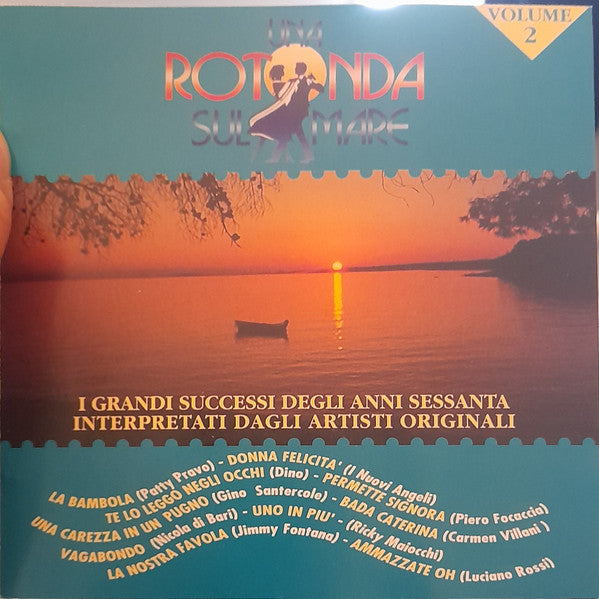 VOLUME
2
UNA
ROTONDA
SUL MARE
I GRANDI SUCCESSI DEGLI ANNI SESSANTA
INTERPRETATI DAGLI ARTISTI ORIGINALI
LA BAMBOLA (Patty Pravo) - DONNA FELICITA' (I Nuovi Angeli)
TE LO LEGGO NEGLI OCCHI (Dino) - PERMETTE SIGNORA (Piero Focaccia)
UNA CAREZZA IN UN PUGNO (Gino Santercole) - BADA CATERINA (Carmen Villani )
VAGABONDO (Nicola di Bari) - UNO IN PIU' - (Ricky Maiocchi)
LA NOSTRA FAVOLA (Jimmy Fontana) - AMMAZZATE OH (Luciano Rossi)